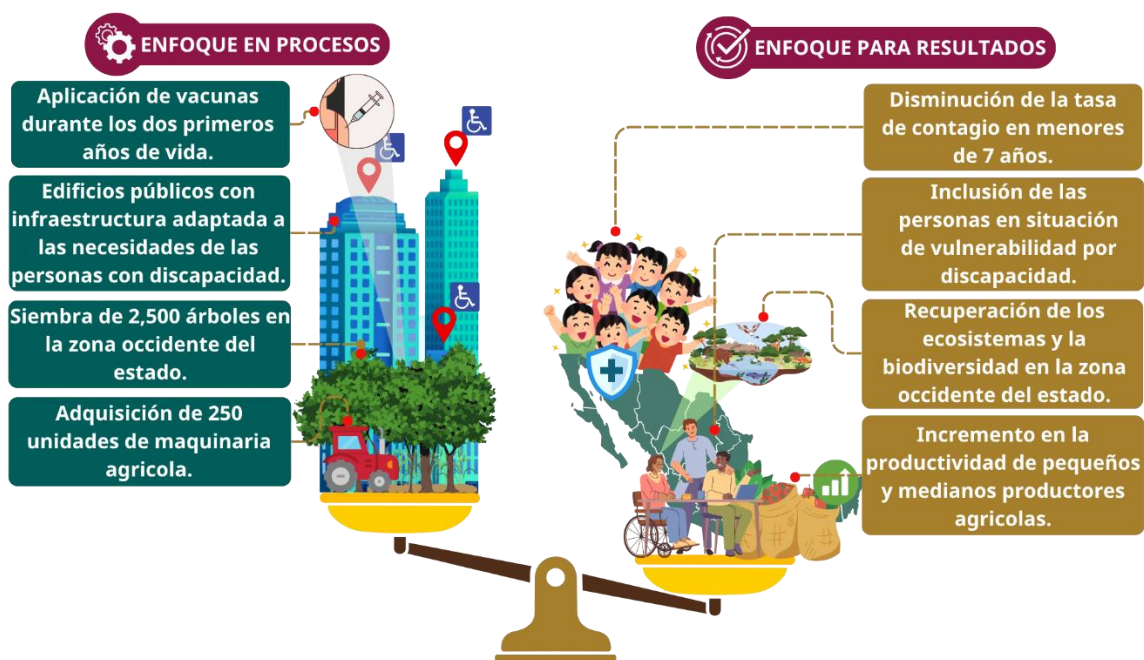 ENFOQUE EN PROCESOS
Aplicación de vacunas
durante los dos primeros
años de vida.
Edificios públicos con
infraestructura adaptada a
las necesidades de las
personas con discapacidad.
Siembra de 2,500 árboles en
la zona occidente del
estado.
Adquisición de 250
unidades de maquinaria
agricola.
ENFOQUE PARA RESULTADOS
Disminución de la tasa
de contagio en menores
de 7 años.
Inclusión de las
personas en situación
de vulnerabilidad por
discapacidad.
Recuperación de los
ecosistemas y la
biodiversidad en la zona
occidente del estado.
Incremento en la
productividad de pequeños
y medianos productores
agricolas.